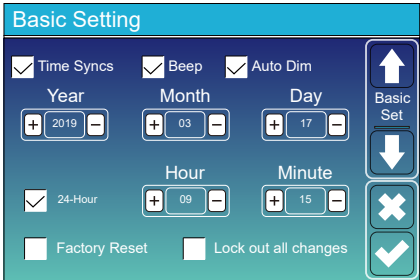 Basic Setting
Time Syncs Beep Auto Dim
Year Month Day
+ 2019 − + 03 − + 17 −
Basic
Set
Hour Minute
24-Hour + 09 − + 15 −
Factory Reset Lock out all changes